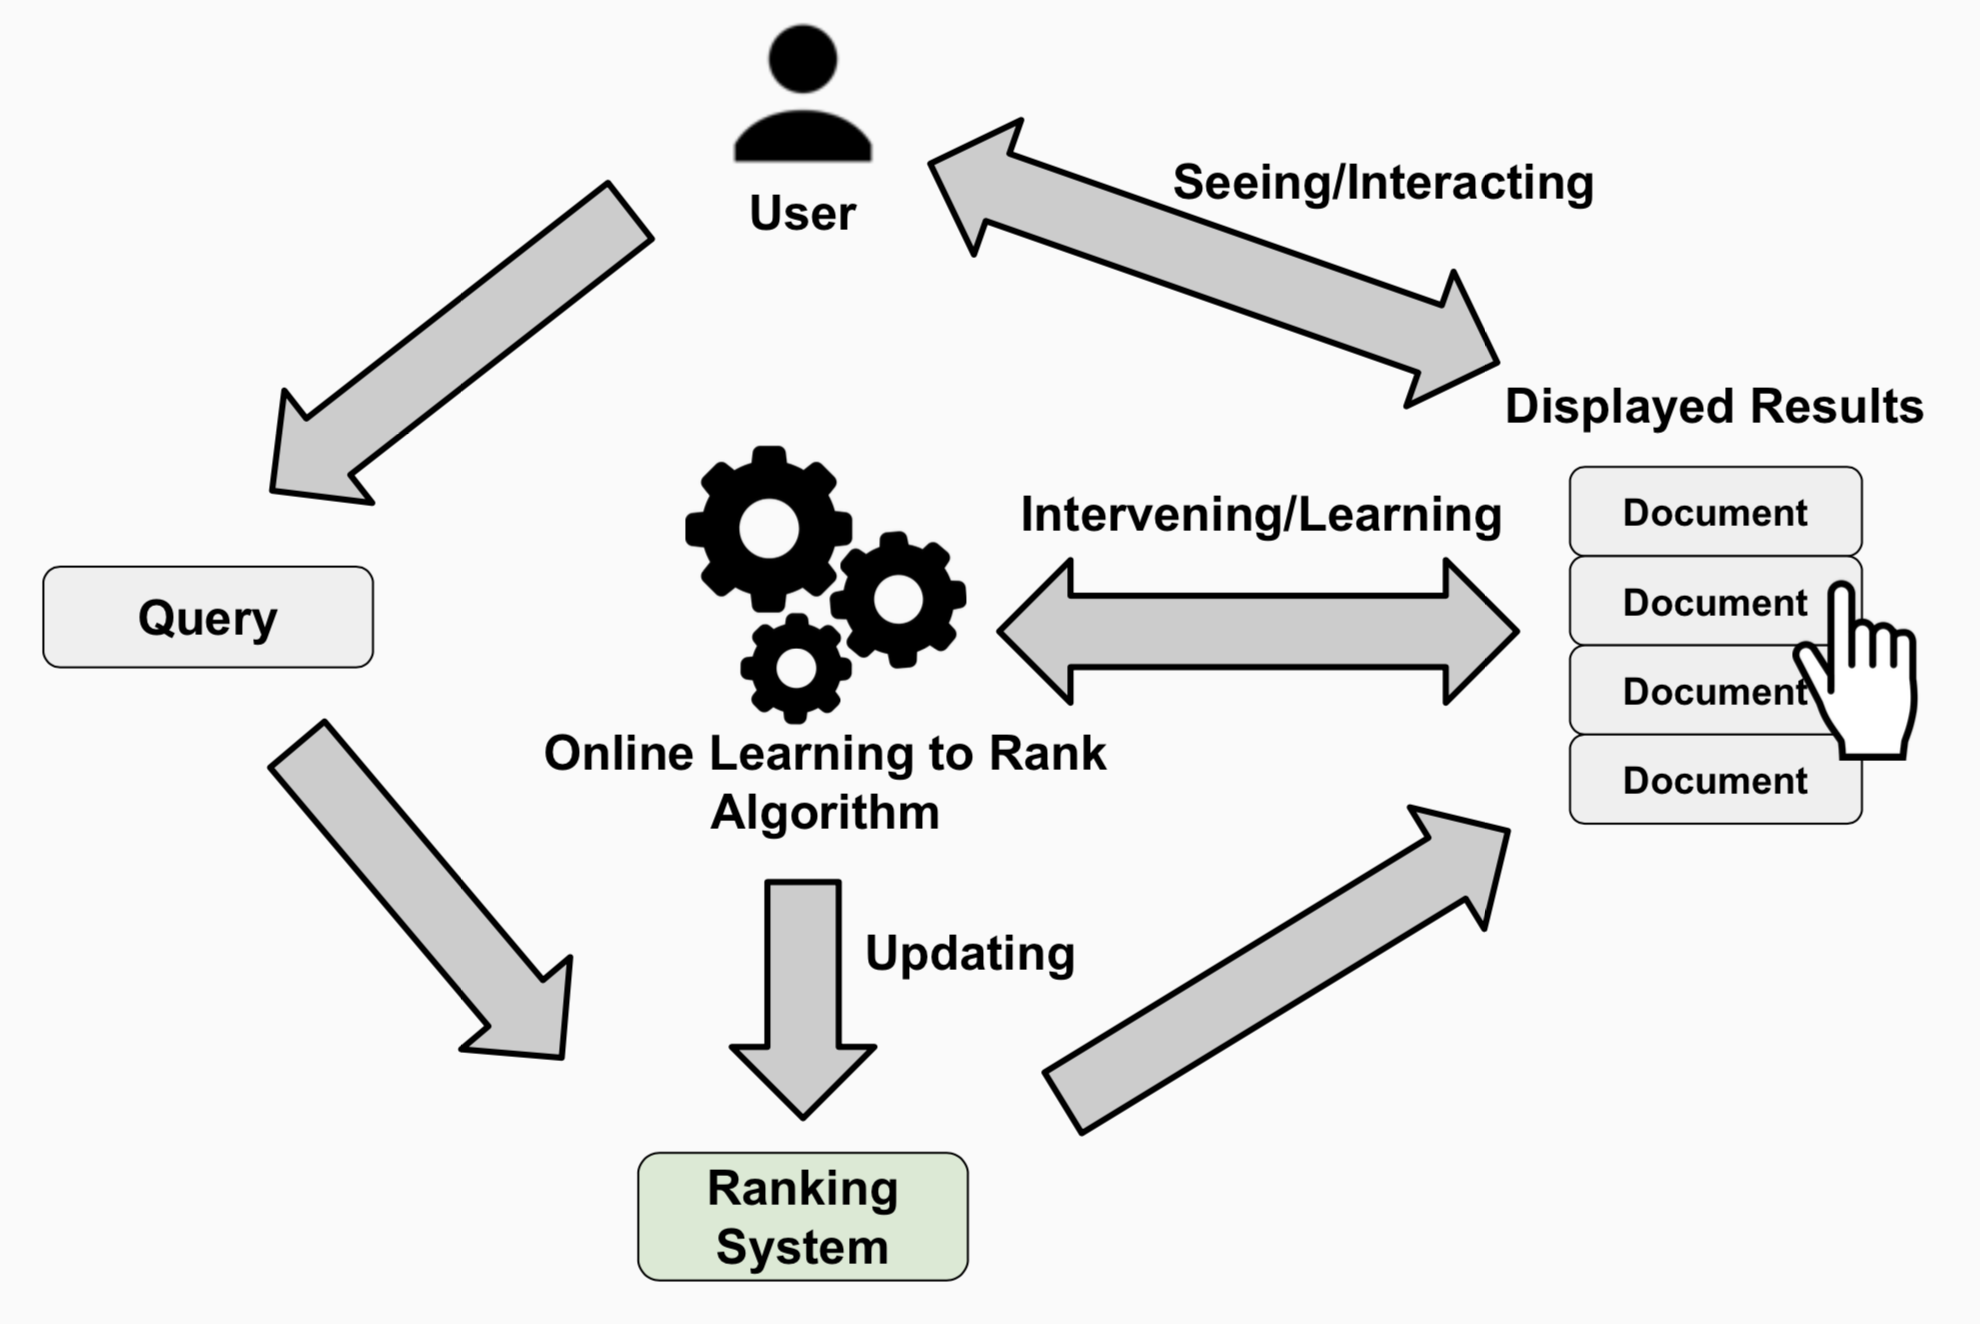 User
Seeing/Interacting
Displayed Results
Document
Document
Document
Document
Intervening/Learning
Query
Online Learning to Rank
Algorithm
Updating
Ranking
System